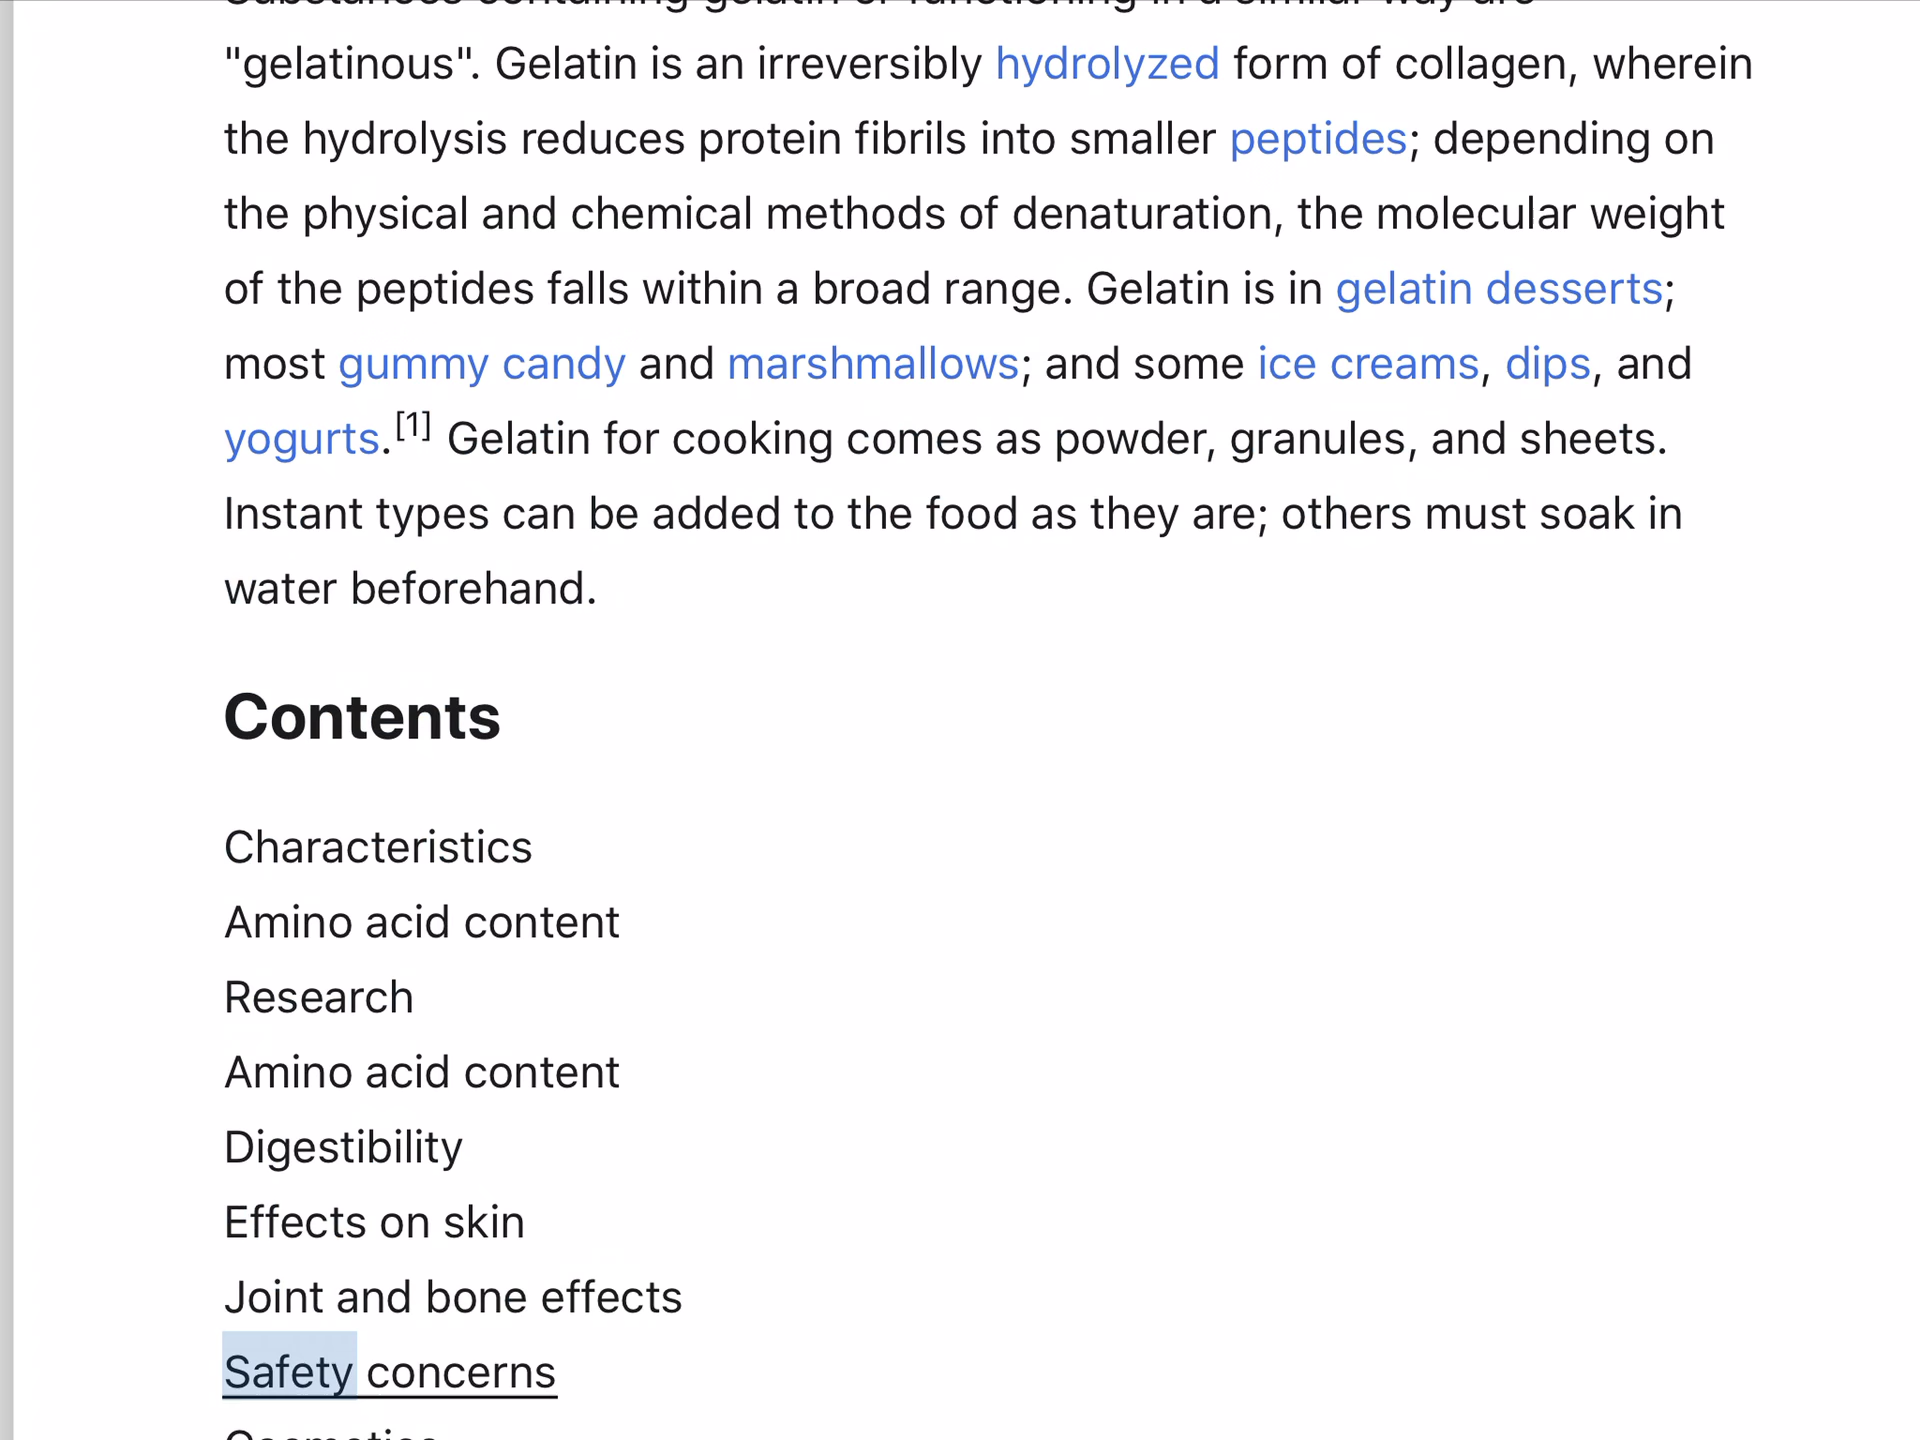 "gelatinous". Gelatin is an irreversibly hydrolyzed form of collagen, wherein
the hydrolysis reduces protein fibrils into smaller peptides; depending on
the physical and chemical methods of denaturation, the molecular weight
of the peptides falls within a broad range. Gelatin is in gelatin desserts;
most gummy candy and marshmallows; and some ice creams, dips, and
yogurts.[1] Gelatin for cooking comes as powder, granules, and sheets.
Instant types can be added to the food as they are; others must soak in
water beforehand.
Contents
Characteristics
Amino acid content
Research
Amino acid content
Digestibility
Effects on skin
Joint and bone effects
Safety concerns